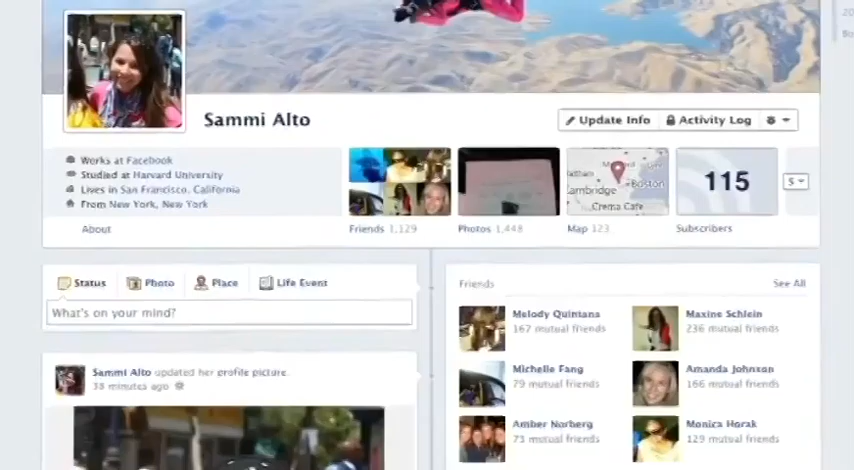 Sammi Alto
Update Info
Activity Log
Works at Facebook
Studied at Harvard University
Lives in San Francisco, California
From New York, New York
About
Cambridge
Boston
Crema Cafe
115
5
Friends 1,129
Photos 1,448
Map 123
Subscribers
Status
Photo
Place
Life Event
What's on your mind?
Sammi Alto updated her profile picture.
38 minutes ago
Friends
See All
Melody Quintana
167 mutual friends
Maxine Schlein
236 mutual friends
Michelle Fang
79 mutual friends
Amanda Johnson
166 mutual friends
Amber Norberg
73 mutual friends
Monica Horak
129 mutual friends